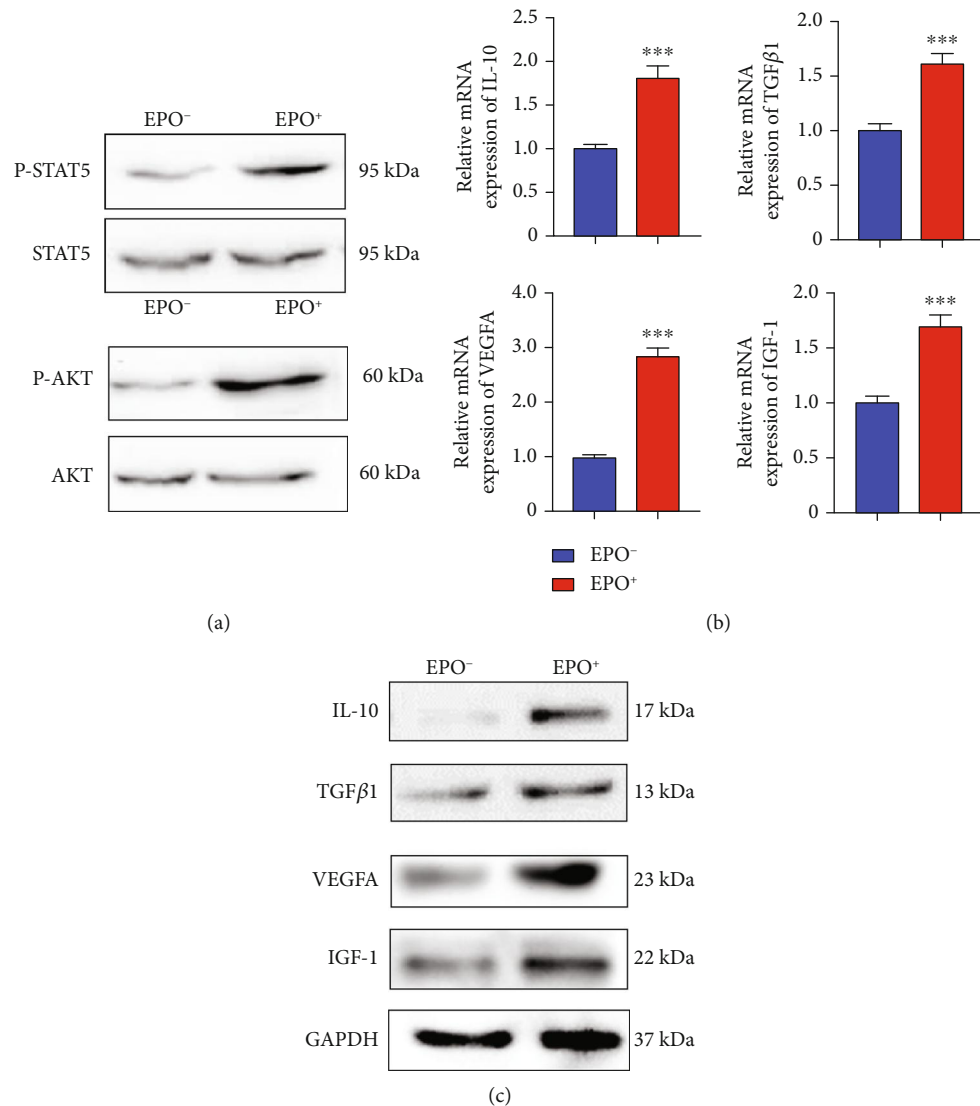 (a)
EPO⁻ EPO⁺
P-STAT5 95 kDa
STAT5 95 kDa
EPO⁻ EPO⁺
P-AKT 60 kDa
AKT 60 kDa
(a)
Relative mRNA
expression of IL-10
2.5
2.0
1.5
1.0
0.5
0
***
Relative mRNA
expression of TGFβ1
2.0
1.5
1.0
0.5
0
***
Relative mRNA
expression of VEGFA
4.0
3.0
2.0
1.0
0
***
Relative mRNA
expression of IGF-1
2.0
1.5
1.0
0.5
0
***
EPO⁻
EPO⁺
(b)
EPO⁻ EPO⁺
IL-10 17 kDa
TGFβ1 13 kDa
VEGFA 23 kDa
IGF-1 22 kDa
GAPDH 37 kDa
(c)